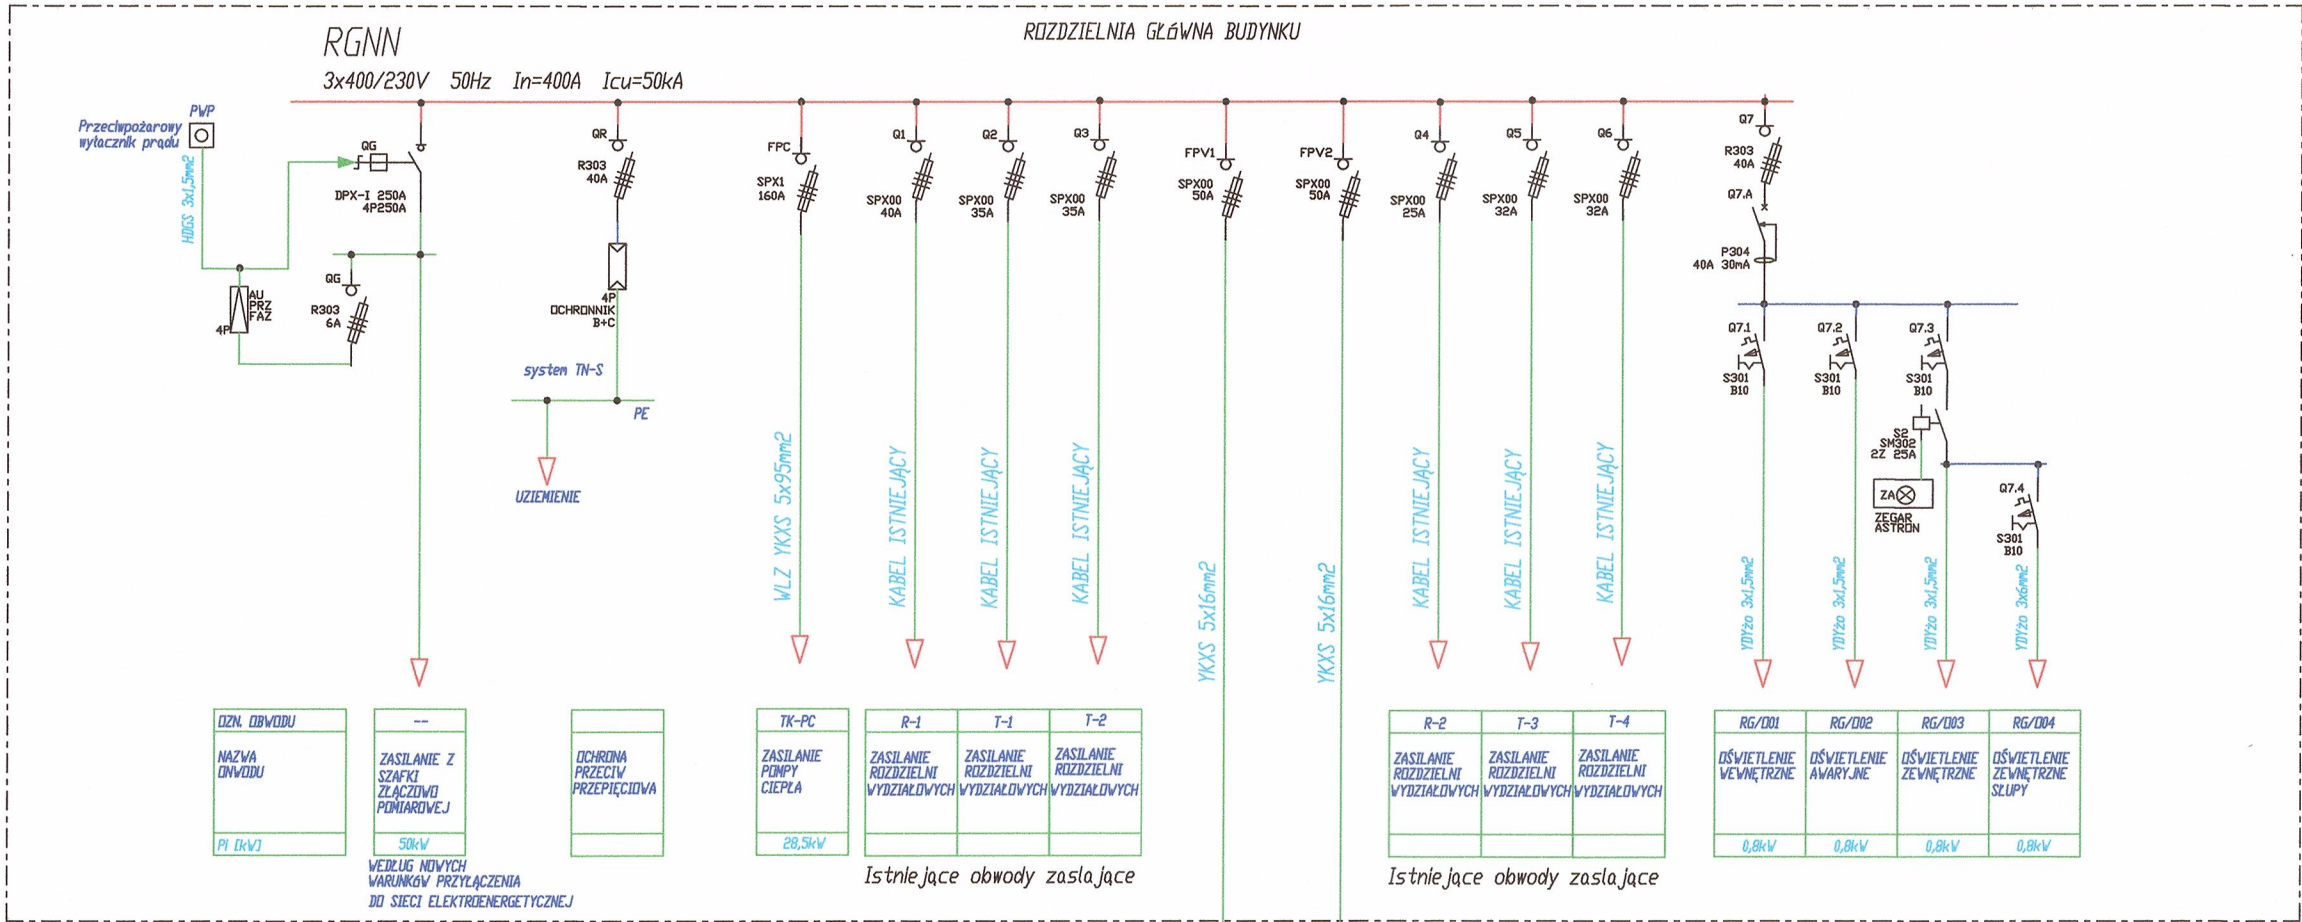 ROZDZIELNIA GŁóWNA BUDYNKU
RGNN
3x400/230V 50Hz In=400A Icu=50kA
PWP
Przeciwpożarowy
wyłacznik prądu
HDGS 3x1,5mm2
QG
DPX-I 250A
4P250A
QG
R303
6A
AU
PRZ
FAZ
4P
QR
R303
40A
4P
OCHRONNIK
B+C
system TN-S
PE
UZIEMIENIE
FPC
SPX1
160A
WLZ YKXS 5x95mm2
Q1
SPX00
40A
KABEL ISTNIEJĄCY
Q2
SPX00
35A
KABEL ISTNIEJĄCY
Q3
SPX00
35A
KABEL ISTNIEJĄCY
FPV1
SPX00
50A
YKXS 5x16mm2
FPV2
SPX00
50A
YKXS 5x16mm2
Q4
SPX00
25A
KABEL ISTNIEJĄCY
Q5
SPX00
32A
KABEL ISTNIEJĄCY
Q6
SPX00
32A
KABEL ISTNIEJĄCY
Q7
R303
40A
Q7.A
P304
40A 30mA
Q7.1
S301
B10
YDYżo 3x1,5mm2
Q7.2
S301
B10
YDYżo 3x1,5mm2
Q7.3
S301
B10
S2
SM302
2Z 25A
ZA
ZEGAR
ASTRON
YDYżo 3x1,5mm2
Q7.4
S301
B10
YDYżo 3x6mm2
OZN. OBWODU
NAZWA
ONWODU
PI [kW]
--
ZASILANIE Z
SZAFKI
ZŁĄCZOWO
POMIAROWEJ
50kW
WEDŁUG NOWYCH
WARUNKóW PRZYŁĄCZENIA
DO SIECI ELEKTROENERGETYCZNEJ
OCHRONA
PRZECIW
PRZEPIĘCIOWA
TK-PC
ZASILANIE
POMPY
CIEPŁA
28,5kW
R-1
ZASILANIE
ROZDZIELNI
WYDZIAŁOWYCH
T-1
ZASILANIE
ROZDZIELNI
WYDZIAŁOWYCH
T-2
ZASILANIE
ROZDZIELNI
WYDZIAŁOWYCH
Istniejące obwody zaslające
R-2
ZASILANIE
ROZDZIELNI
WYDZIAŁOWYCH
T-3
ZASILANIE
ROZDZIELNI
WYDZIAŁOWYCH
T-4
ZASILANIE
ROZDZIELNI
WYDZIAŁOWYCH
Istniejące obwody zaslające
RG/O01
OŚWIETLENIE
WEWNĘTRZNE
0,8kW
RG/O02
OŚWIETLENIE
AWARYJNE
0,8kW
RG/O03
OŚWIETLENIE
ZEWNĘTRZNE
0,8kW
RG/O04
OŚWIETLENIE
ZEWNĘTRZNE
SŁUPY
0,8kW